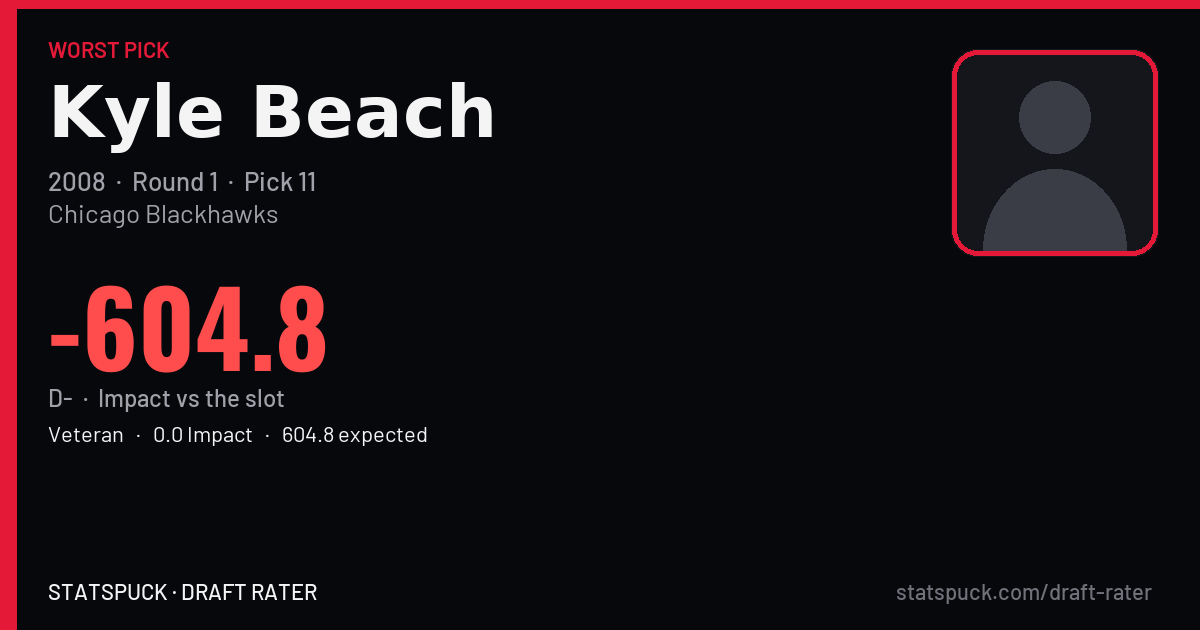 WORST PICK
Kyle Beach
2008 · Round 1 · Pick 11
Chicago Blackhawks
-604.8
D- · Impact vs the slot
Veteran · 0.0 Impact · 604.8 expected
STATSPUCK · DRAFT RATER
statspuck.com/draft-rater